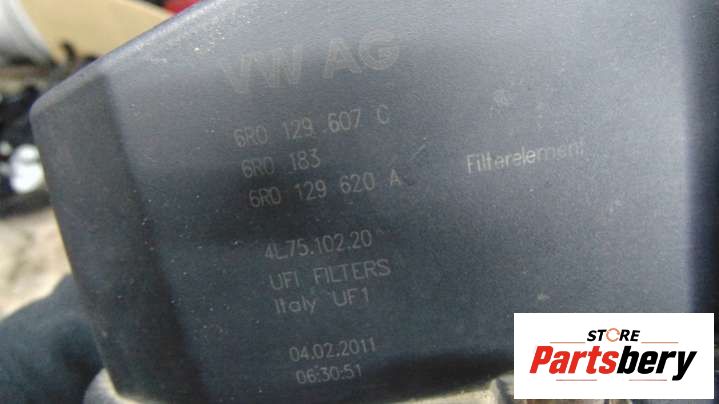 VW AG
6R0 129 607 C
6R0 183
6R0 129 620 A Filterelement
4L75.102.20
UFI FILTERS
Italy UF1
04.02.2011
06:30:51
STORE
Partsbery